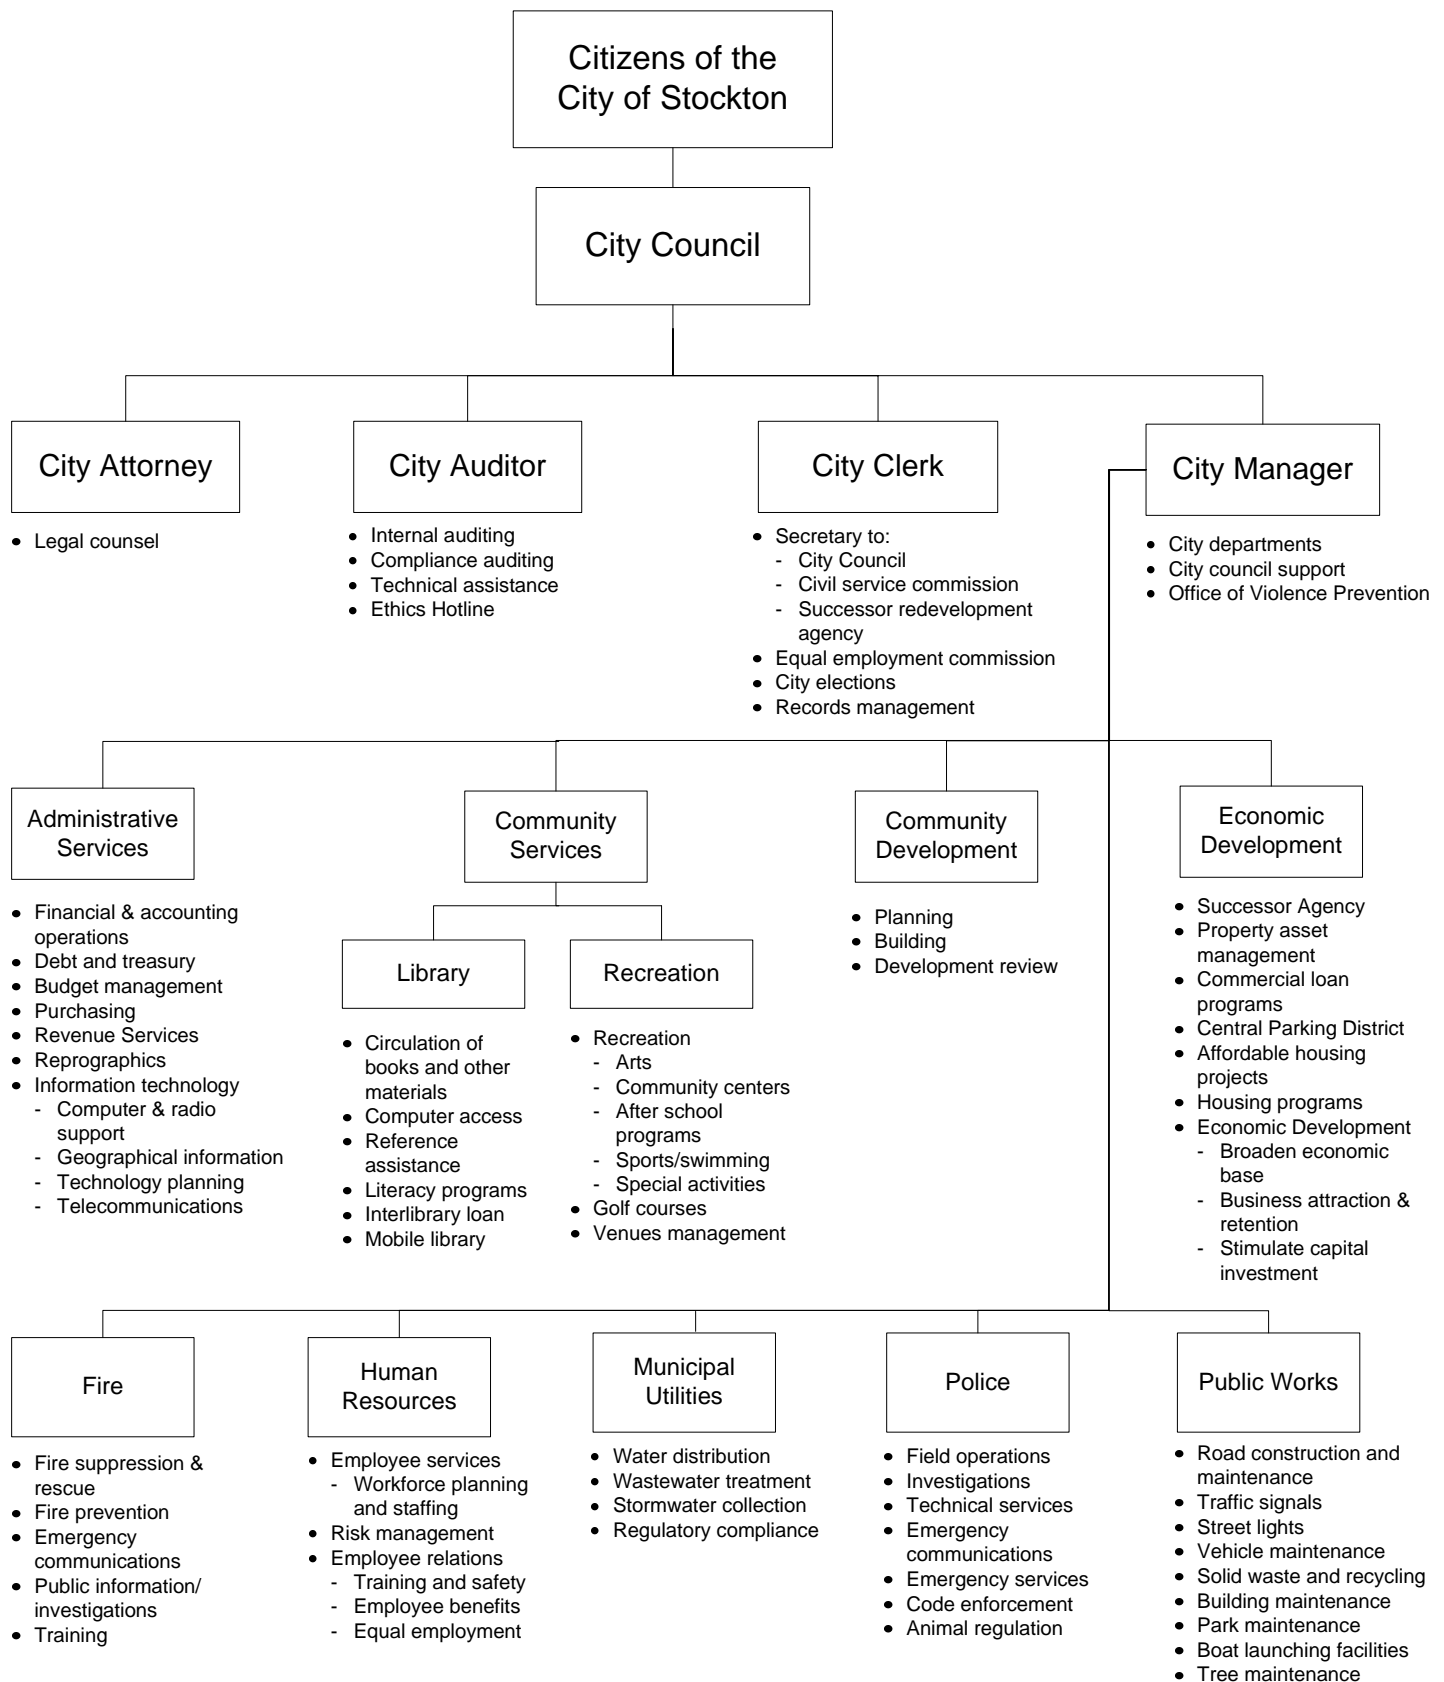 Citizens of the
City of Stockton
City Council
City Attorney
• Legal counsel
City Auditor
• Internal auditing
• Compliance auditing
• Technical assistance
• Ethics Hotline
City Clerk
• Secretary to:
- City Council
- Civil service commission
- Successor redevelopment
agency
• Equal employment commission
• City elections
• Records management
City Manager
• City departments
• City council support
• Office of Violence Prevention
Administrative
Services
• Financial & accounting
operations
• Debt and treasury
• Budget management
• Purchasing
• Revenue Services
• Reprographics
• Information technology
- Computer & radio
support
- Geographical information
- Technology planning
- Telecommunications
Community
Services
Library
• Circulation of
books and other
materials
• Computer access
• Reference
assistance
• Literacy programs
• Interlibrary loan
• Mobile library
Recreation
• Recreation
- Arts
- Community centers
- After school
programs
- Sports/swimming
- Special activities
• Golf courses
• Venues management
Community
Development
• Planning
• Building
• Development review
Economic
Development
• Successor Agency
• Property asset
management
• Commercial loan
programs
• Central Parking District
• Affordable housing
projects
• Housing programs
• Economic Development
- Broaden economic
base
- Business attraction &
retention
- Stimulate capital
investment
Fire
• Fire suppression &
rescue
• Fire prevention
• Emergency
communications
• Public information/
investigations
• Training
Human
Resources
• Employee services
- Workforce planning
and staffing
• Risk management
• Employee relations
- Training and safety
- Employee benefits
- Equal employment
Municipal
Utilities
• Water distribution
• Wastewater treatment
• Stormwater collection
• Regulatory compliance
Police
• Field operations
• Investigations
• Technical services
• Emergency
communications
• Emergency services
• Code enforcement
• Animal regulation
Public Works
• Road construction and
maintenance
• Traffic signals
• Street lights
• Vehicle maintenance
• Solid waste and recycling
• Building maintenance
• Park maintenance
• Boat launching facilities
• Tree maintenance